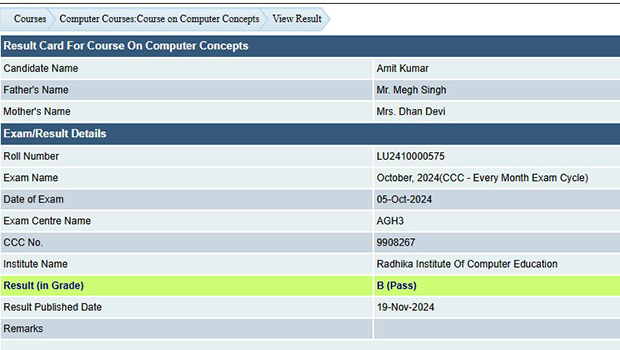 Courses Computer Courses:Course on Computer Concepts View Result
Result Card For Course On Computer Concepts
Candidate Name Amit Kumar
Father's Name Mr. Megh Singh
Mother's Name Mrs. Dhan Devi
Exam/Result Details
Roll Number LU2410000575
Exam Name October, 2024(CCC - Every Month Exam Cycle)
Date of Exam 05-Oct-2024
Exam Centre Name AGH3
CCC No. 9908267
Institute Name Radhika Institute Of Computer Education
Result (in Grade) B (Pass)
Result Published Date 19-Nov-2024
Remarks